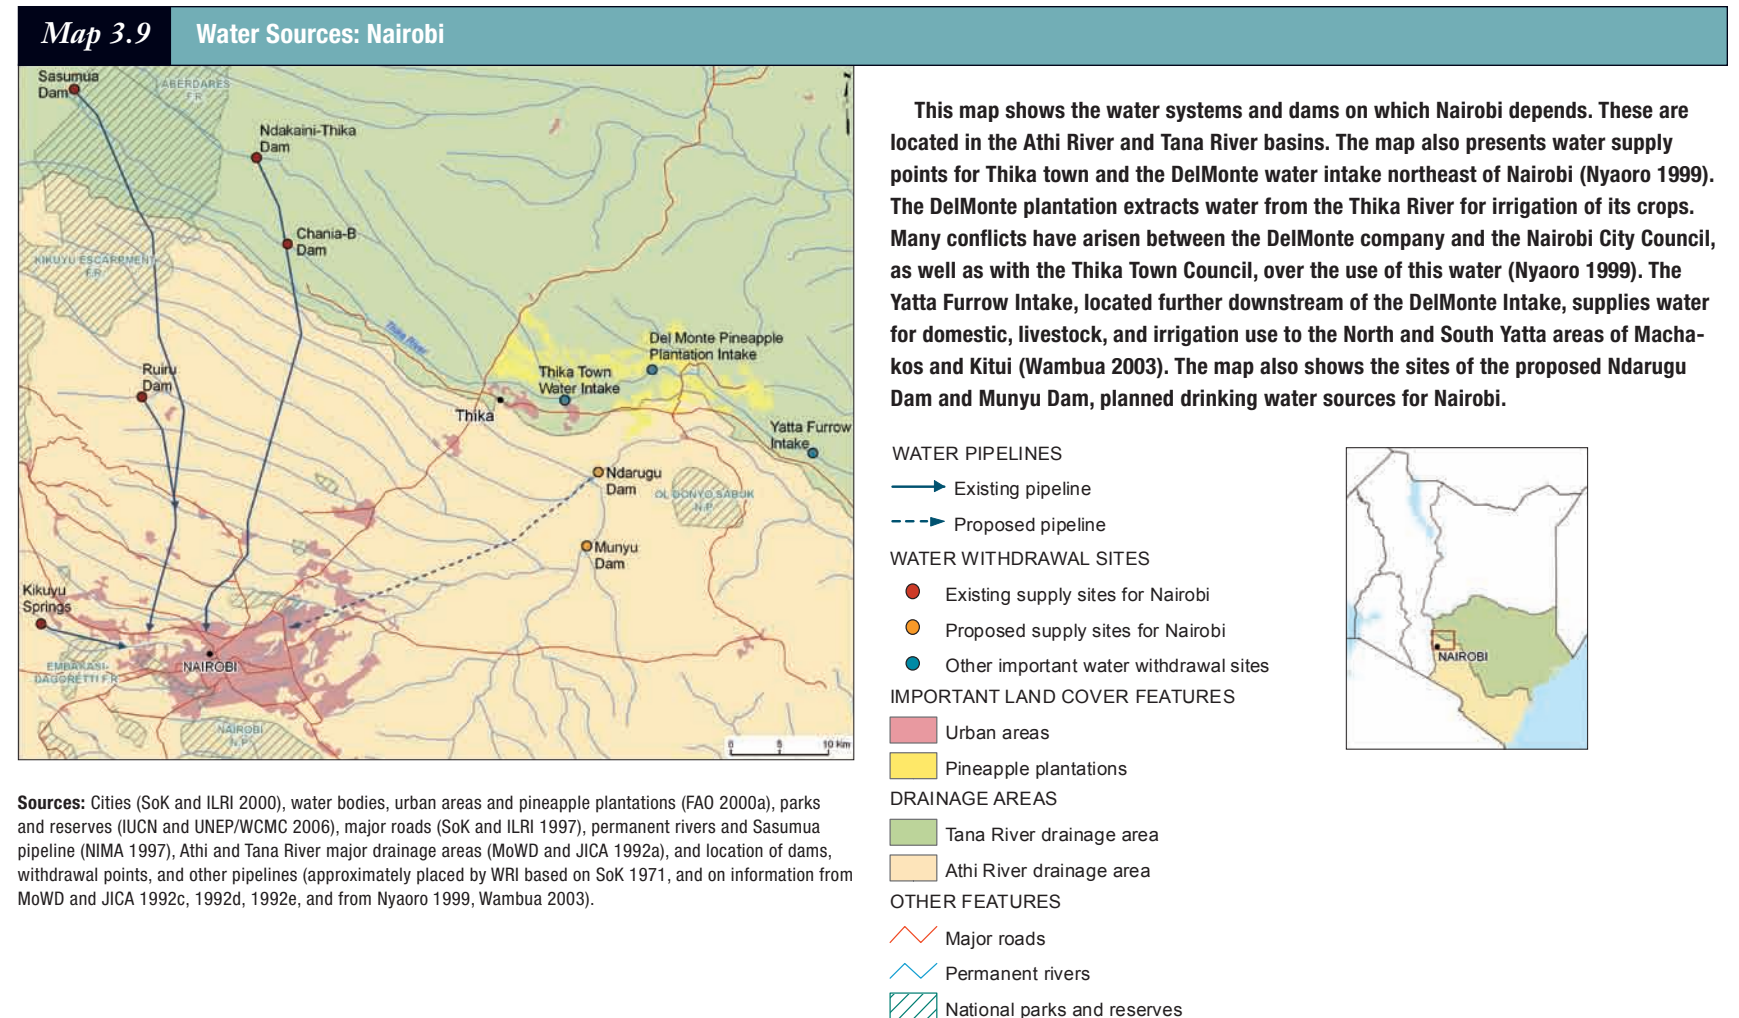 Map 3.9
Water Sources: Nairobi
Sasumua
Dam
ABERDARES
F.R.
Ndakaini-Thika
Dam
Chania-B
Dam
KIKUYU ESCARPMENT
F.R.
Thika River
Del Monte Pineapple
Plantation Intake
Ruiru
Dam
Thika Town
Water Intake
Thika
Yatta Furrow
Intake
Ndarugu
Dam
OL DONYO SABUK
N.P.
Munyu
Dam
Kikuyu
Springs
EMBAKASI-
DAGORETTI F.R.
NAIROBI
NAIROBI
N.P.
0 5 10 km
This map shows the water systems and dams on which Nairobi depends. These are
located in the Athi River and Tana River basins. The map also presents water supply
points for Thika town and the DelMonte water intake northeast of Nairobi (Nyaoro 1999).
The DelMonte plantation extracts water from the Thika River for irrigation of its crops.
Many conflicts have arisen between the DelMonte company and the Nairobi City Council,
as well as with the Thika Town Council, over the use of this water (Nyaoro 1999). The
Yatta Furrow Intake, located further downstream of the DelMonte Intake, supplies water
for domestic, livestock, and irrigation use to the North and South Yatta areas of Macha-
kos and Kitui (Wambua 2003). The map also shows the sites of the proposed Ndarugu
Dam and Munyu Dam, planned drinking water sources for Nairobi.
WATER PIPELINES
Existing pipeline
Proposed pipeline
WATER WITHDRAWAL SITES
Existing supply sites for Nairobi
Proposed supply sites for Nairobi
Other important water withdrawal sites
IMPORTANT LAND COVER FEATURES
Urban areas
Pineapple plantations
DRAINAGE AREAS
Tana River drainage area
Athi River drainage area
OTHER FEATURES
Major roads
Permanent rivers
National parks and reserves
NAIROBI
Sources: Cities (SoK and ILRI 2000), water bodies, urban areas and pineapple plantations (FAO 2000a), parks
and reserves (IUCN and UNEP/WCMC 2006), major roads (SoK and ILRI 1997), permanent rivers and Sasumua
pipeline (NIMA 1997), Athi and Tana River major drainage areas (MoWD and JICA 1992a), and location of dams,
withdrawal points, and other pipelines (approximately placed by WRI based on SoK 1971, and on information from
MoWD and JICA 1992c, 1992d, 1992e, and from Nyaoro 1999, Wambua 2003).